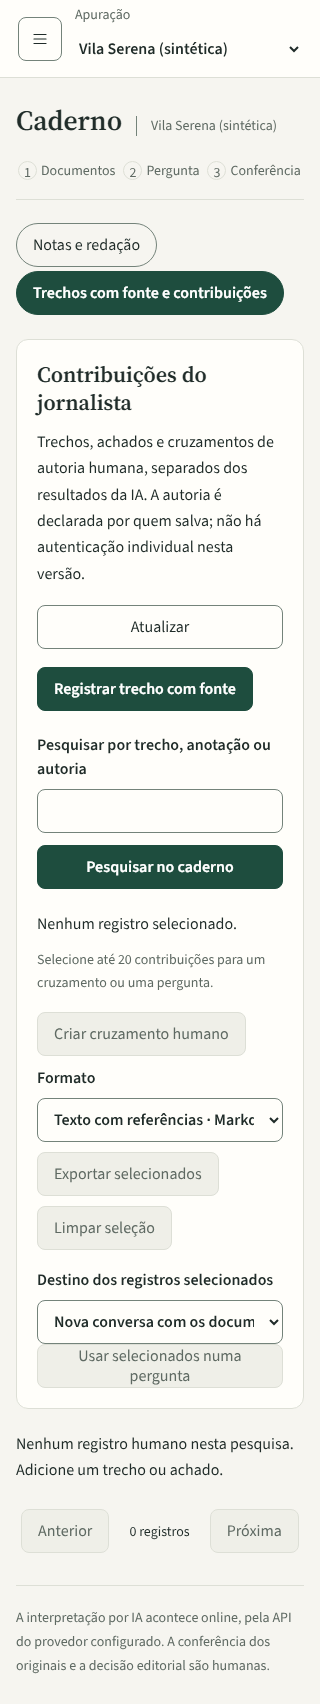 Apuração
Vila Serena (sintética)
Caderno
Vila Serena (sintética)
1 Documentos 2 Pergunta 3 Conferência
Notas e redação
Trechos com fonte e contribuições
Contribuições do
jornalista
Trechos, achados e cruzamentos de
autoria humana, separados dos
resultados da IA. A autoria é
declarada por quem salva; não há
autenticação individual nesta
versão.
Atualizar
Registrar trecho com fonte
Pesquisar por trecho, anotação ou
autoria
Pesquisar no caderno
Nenhum registro selecionado.
Selecione até 20 contribuições para um
cruzamento ou uma pergunta.
Criar cruzamento humano
Formato
Texto com referências · Markd
Exportar selecionados
Limpar seleção
Destino dos registros selecionados
Nova conversa com os docum
Usar selecionados numa
pergunta
Nenhum registro humano nesta pesquisa.
Adicione um trecho ou achado.
Anterior
0 registros
Próxima
A interpretação por IA acontece online, pela API
do provedor configurado. A conferência dos
originais e a decisão editorial são humanas.